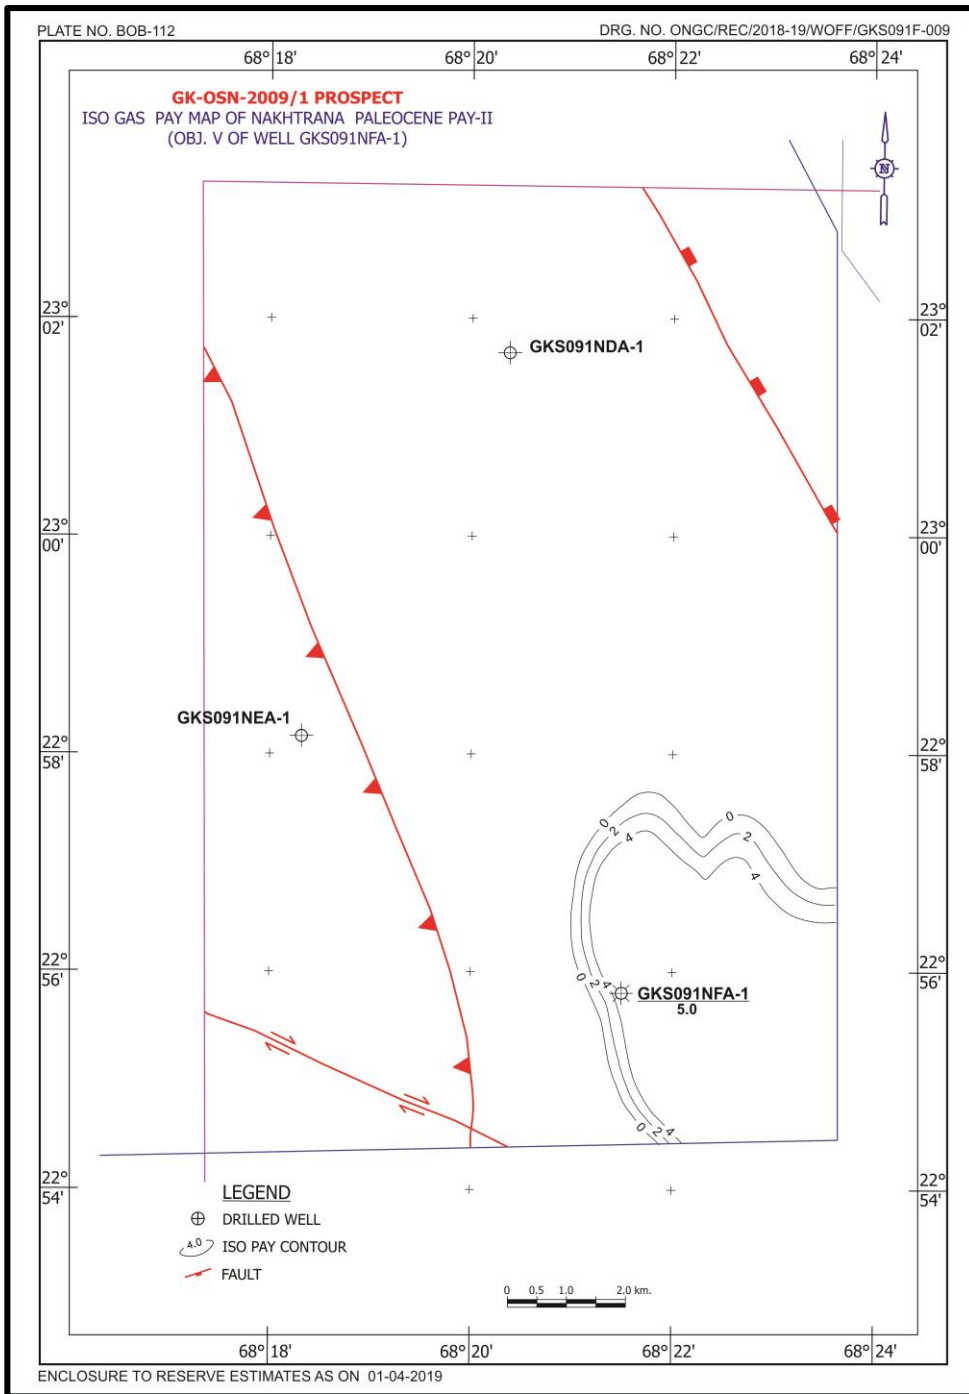 PLATE NO. BOB-112
DRG. NO. ONGC/REC/2018-19/WOFF/GKS091F-009
68° 18' 68° 20' 68° 22' 68° 24'
GK-OSN-2009/1 PROSPECT
ISO GAS PAY MAP OF NAKHTRANA PALEOCENE PAY-II
(OBJ. V OF WELL GKS091NFA-1)
N
23° 23°
02' 02'
GKS091NDA-1
23° 23°
00' 00'
GKS091NEA-1
22° 22°
58' 58'
0 0
2 2
4 4
22° 22°
56' 56'
0 2 4
GKS091NFA-1
5.0
0 2 4
22° 22°
54' 54'
LEGEND
DRILLED WELL
4.0 ISO PAY CONTOUR
FAULT
0 0.5 1.0 2.0 km.
68° 18' 68° 20' 68° 22' 68° 24'
ENCLOSURE TO RESERVE ESTIMATES AS ON 01-04-2019